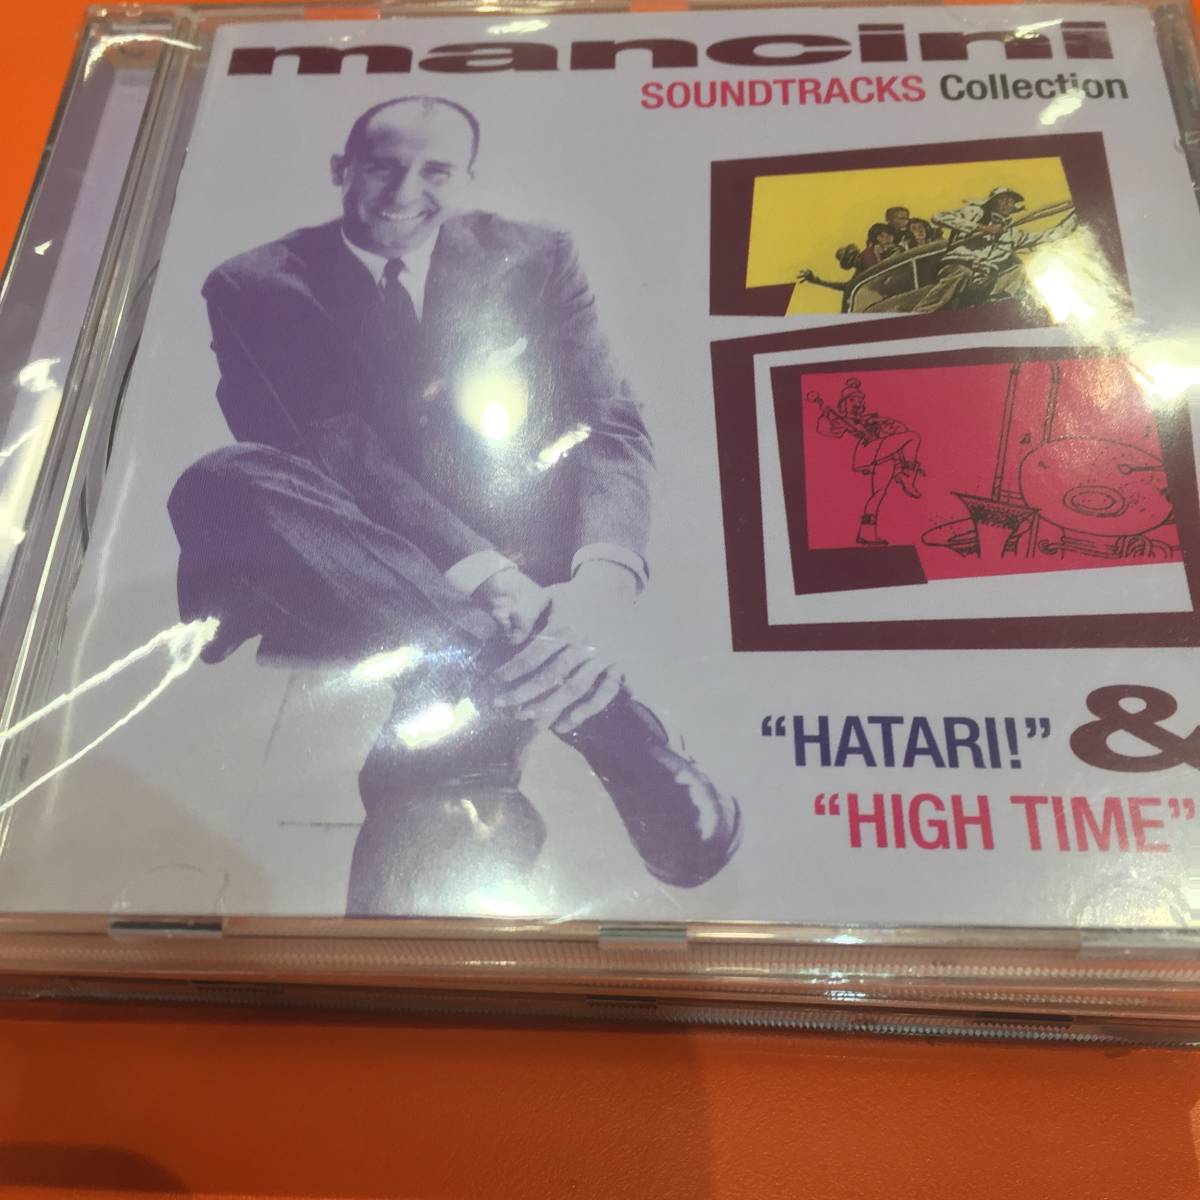 mancini
SOUNDTRACKS Collection
“HATARI!” &
“HIGH TIME”